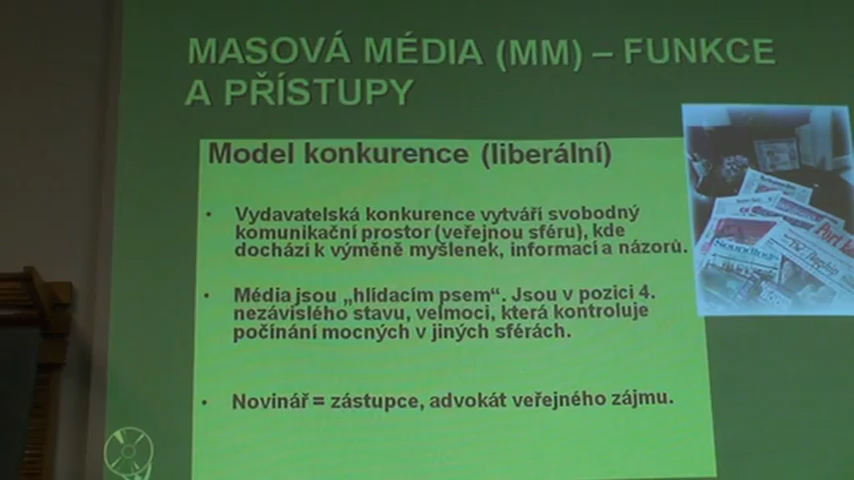 MASOVÁ MÉDIA (MM) – FUNKCE
A PŘÍSTUPY
Model konkurence (liberální)
• Vydavatelská konkurence vytváří svobodný
komunikační prostor (veřejnou sféru), kde
dochází k výměně myšlenek, informací a názorů.
• Média jsou „hlídacím psem“. Jsou v pozici 4.
nezávislého stavu, velmoci, která kontroluje
počínání mocných v jiných sférách.
• Novinář = zástupce, advokát veřejného zájmu.